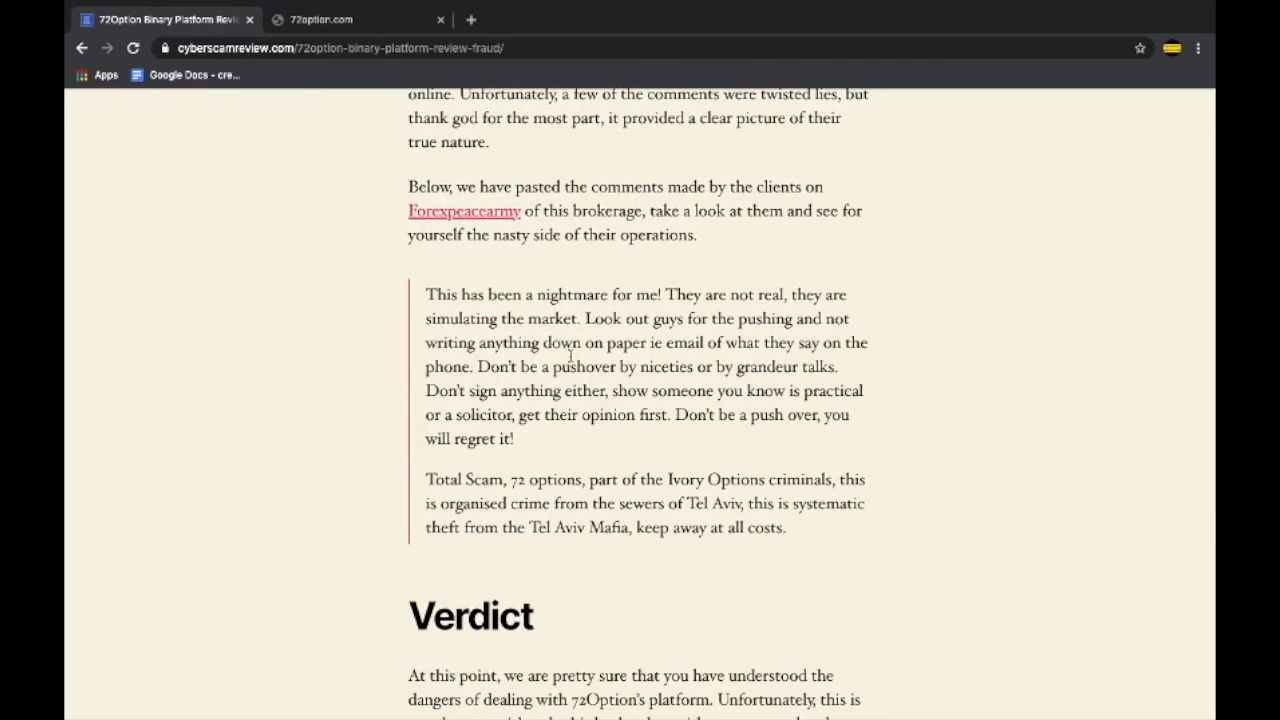 72Option Binary Platform Revi
72option.com
cyberscamreview.com/72option-binary-platform-review-fraud/
Apps
Google Docs - cre...
online. Unfortunately, a few of the comments were twisted lies, but
thank god for the most part, it provided a clear picture of their
true nature.
Below, we have pasted the comments made by the clients on
Forexpeacearmy of this brokerage, take a look at them and see for
yourself the nasty side of their operations.
This has been a nightmare for me! They are not real, they are
simulating the market. Look out guys for the pushing and not
writing anything down on paper ie email of what they say on the
phone. Don't be a pushover by niceties or by grandeur talks.
Don't sign anything either, show someone you know is practical
or a solicitor, get their opinion first. Don't be a push over, you
will regret it!
Total Scam, 72 options, part of the Ivory Options criminals, this
is organised crime from the sewers of Tel Aviv, this is systematic
theft from the Tel Aviv Mafia, keep away at all costs.
Verdict
At this point, we are pretty sure that you have understood the
dangers of dealing with 72Option's platform. Unfortunately, this is